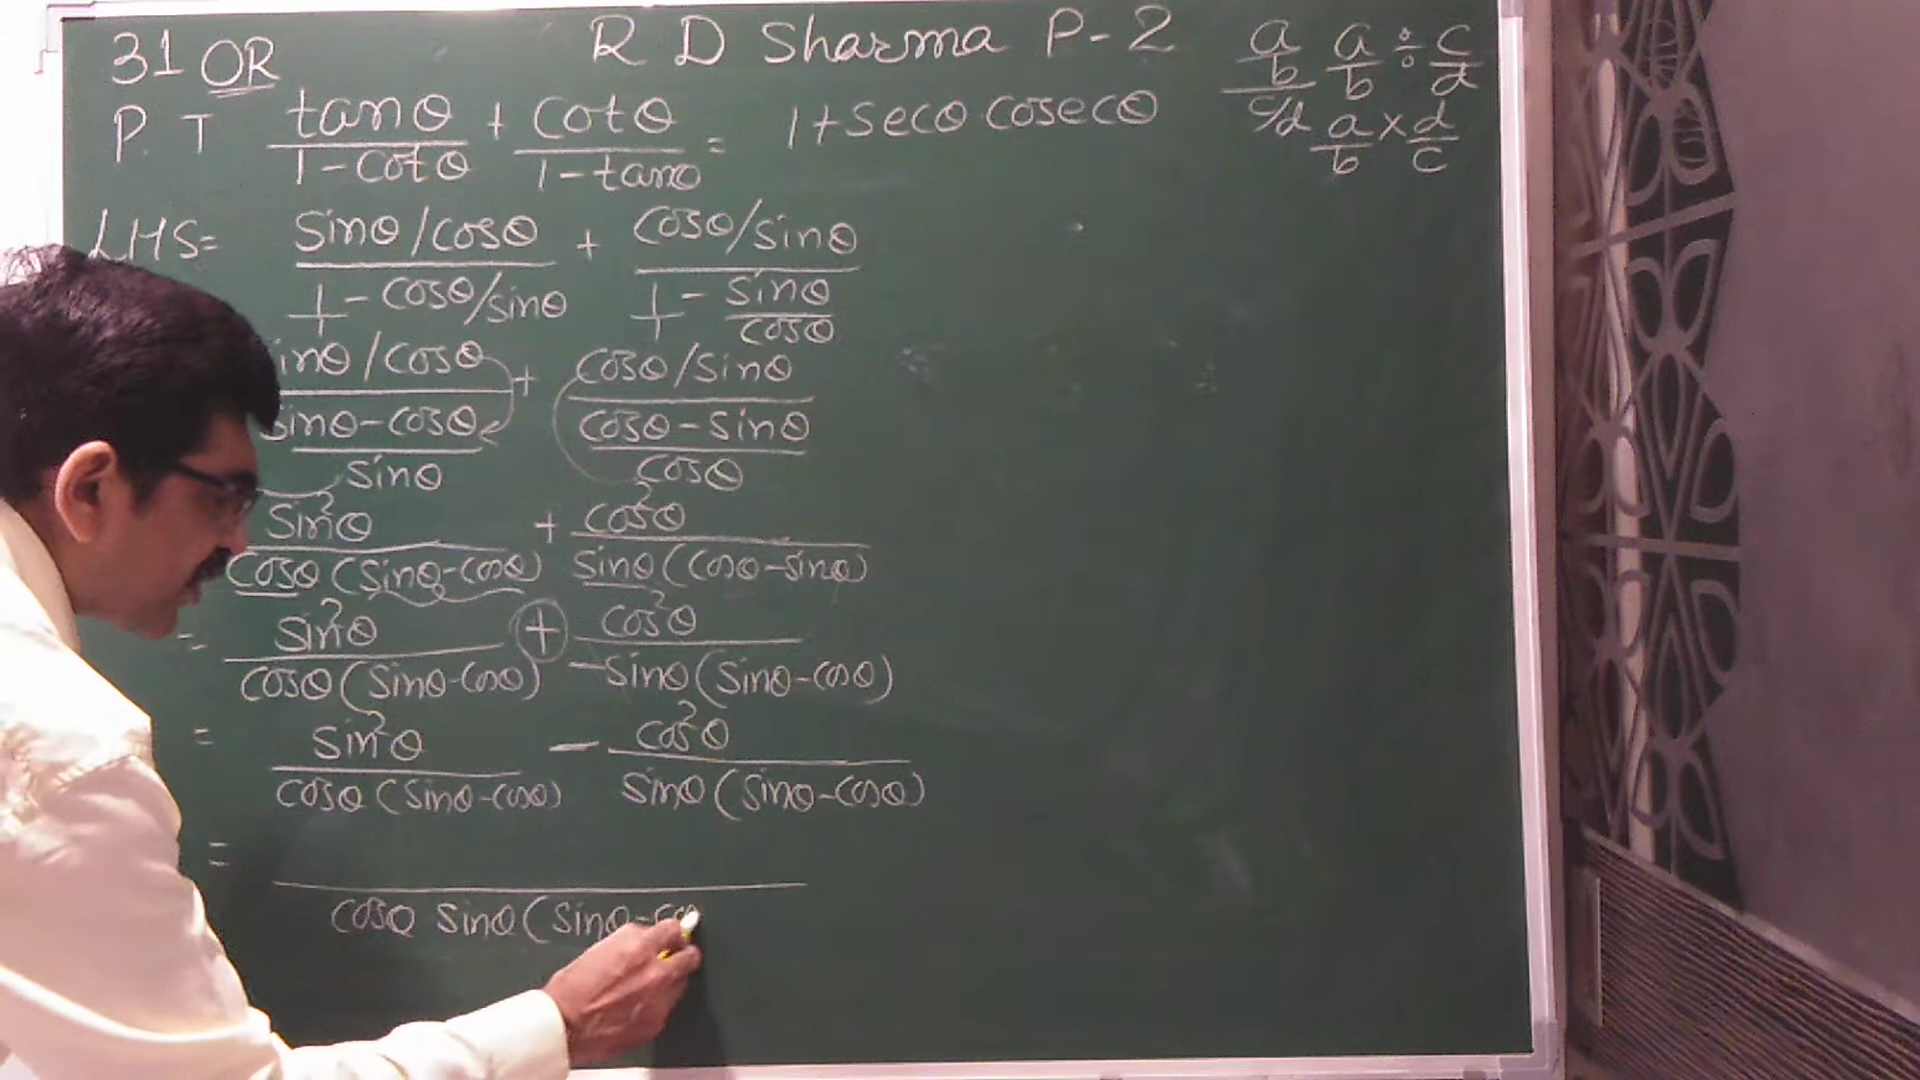 31 OR R D Sharma P-2
P. T tanθ/1-cotθ + cotθ/1-tanθ = 1+secθ.cosecθ
a/b / c/d a/b ÷ c/d
a/b × d/c
LHS= sinθ/cosθ / 1-cosθ/sinθ + cosθ/sinθ / 1-sinθ/cosθ
inθ/cosθ / sinθ-cosθ/sinθ + cosθ/sinθ / cosθ-sinθ/cosθ
sin²θ/cosθ(sinθ-cosθ) + cos²θ/sinθ(cosθ-sinθ)
= sin²θ/cosθ(sinθ-cosθ) + cos²θ/-sinθ(sinθ-cosθ)
= sin²θ/cosθ(sinθ-cosθ) - cos²θ/sinθ(sinθ-cosθ)
= /cosθ sinθ(sinθ-co